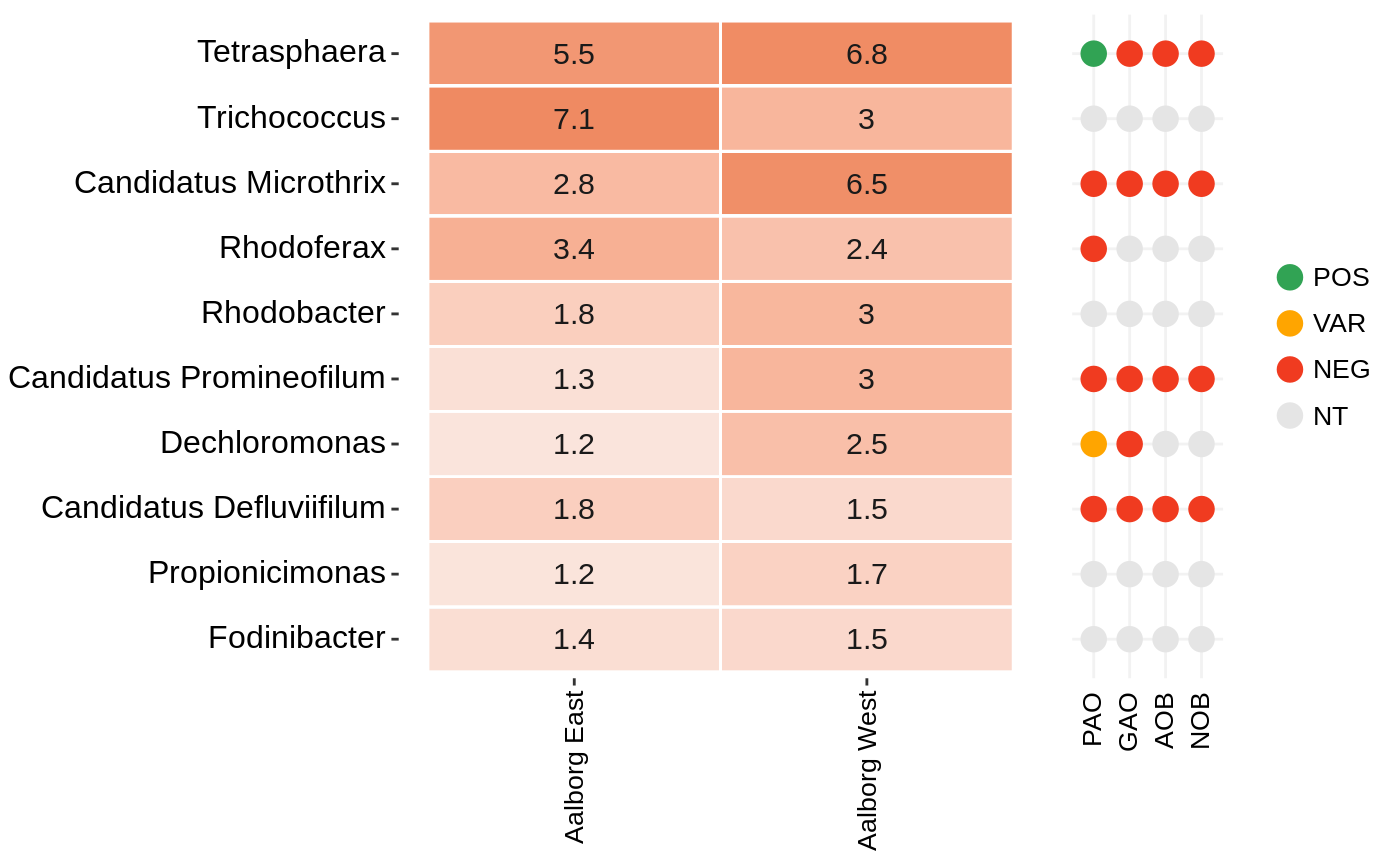 Tetrasphaera 5.5 6.8
Trichococcus 7.1 3
Candidatus Microthrix 2.8 6.5
Rhodoferax 3.4 2.4
Rhodobacter 1.8 3
Candidatus Promineofilum 1.3 3
Dechloromonas 1.2 2.5
Candidatus Defluviifilum 1.8 1.5
Propionicimonas 1.2 1.7
Fodinibacter 1.4 1.5
Aalborg East
Aalborg West
PAO
GAO
AOB
NOB
POS
VAR
NEG
NT